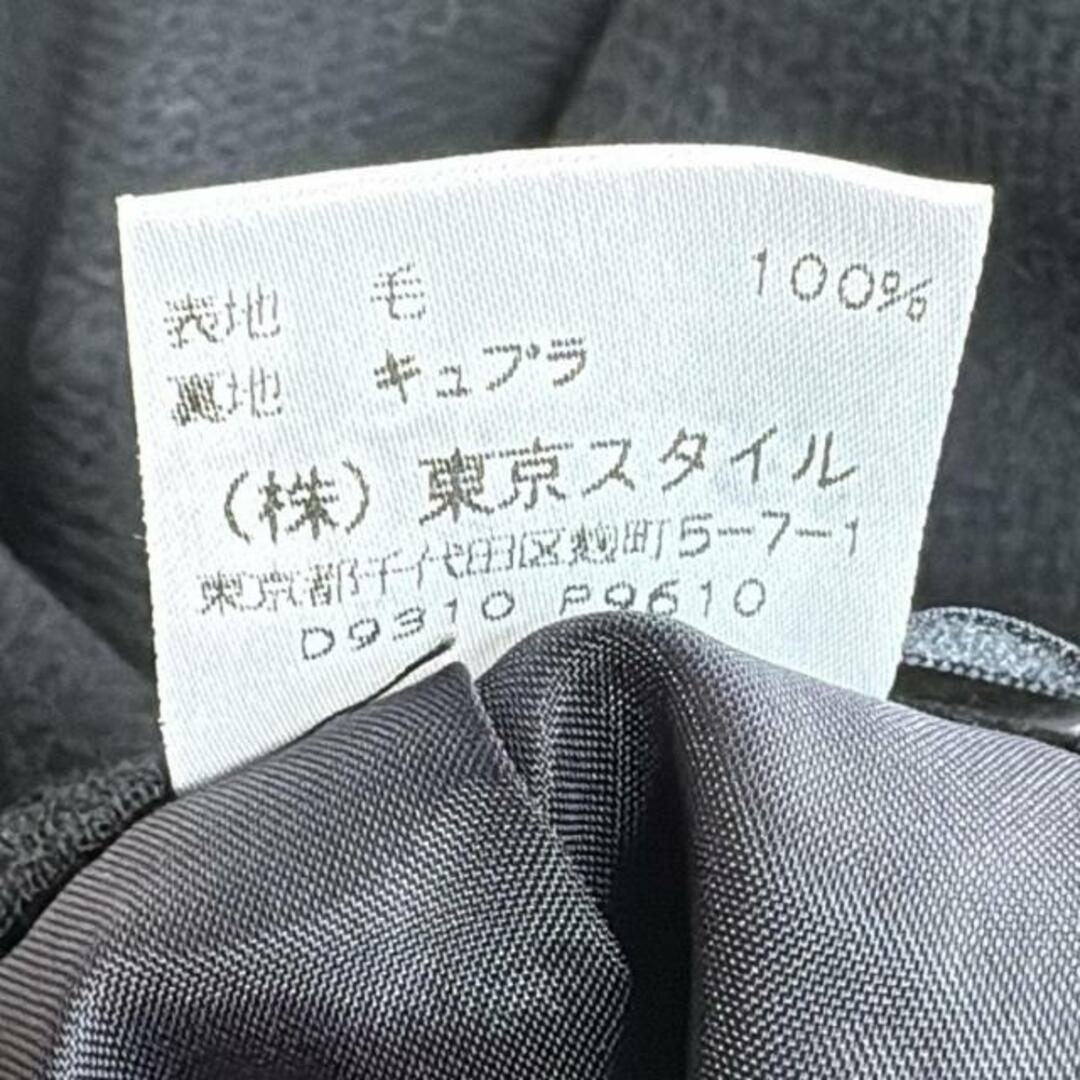 表地 毛 100%
裏地 キュプラ
(株) 東京スタイル
東京都千代田区麹町5-7-1
D9310 P9610